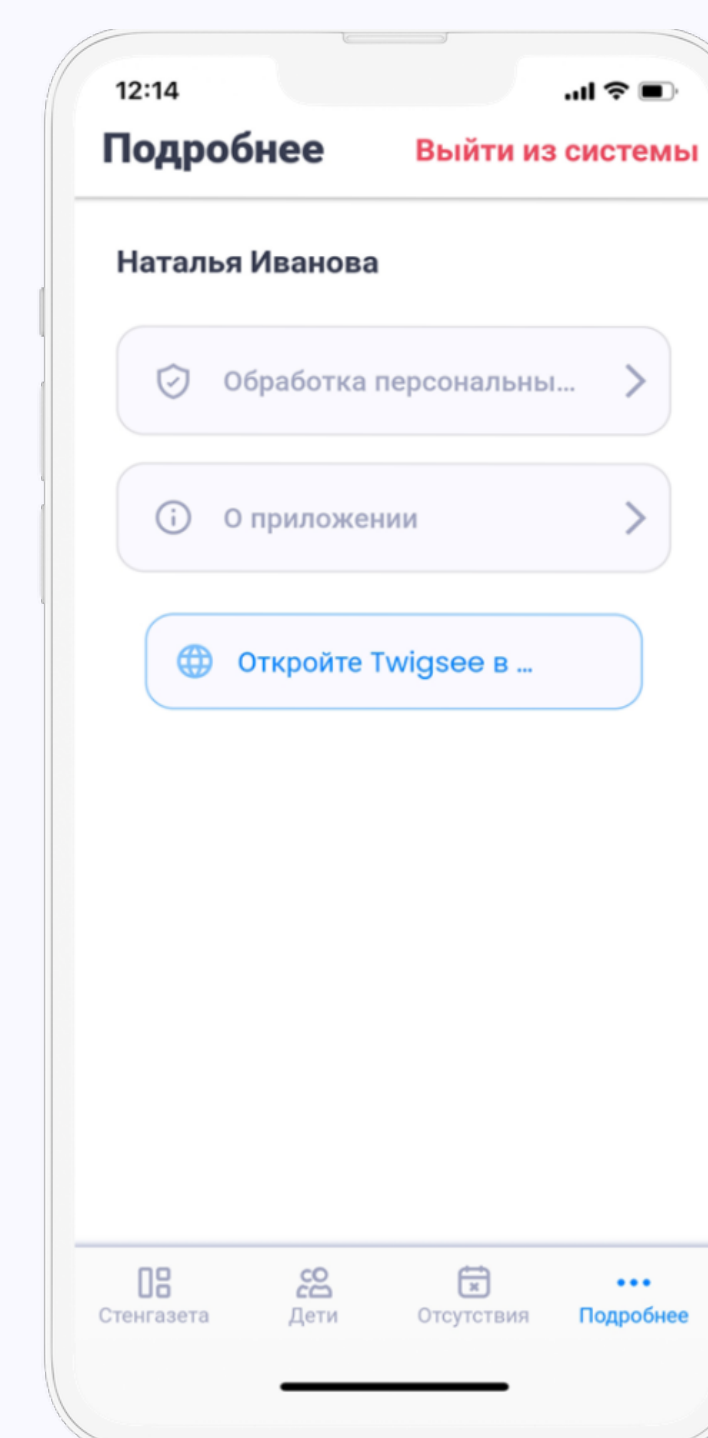 12:14
Подробнее Выйти из системы
Наталья Иванова
Обработка персональны...
О приложении
Откройте Twigsee в ...
Стенгазета Дети Отсутствия Подробнее